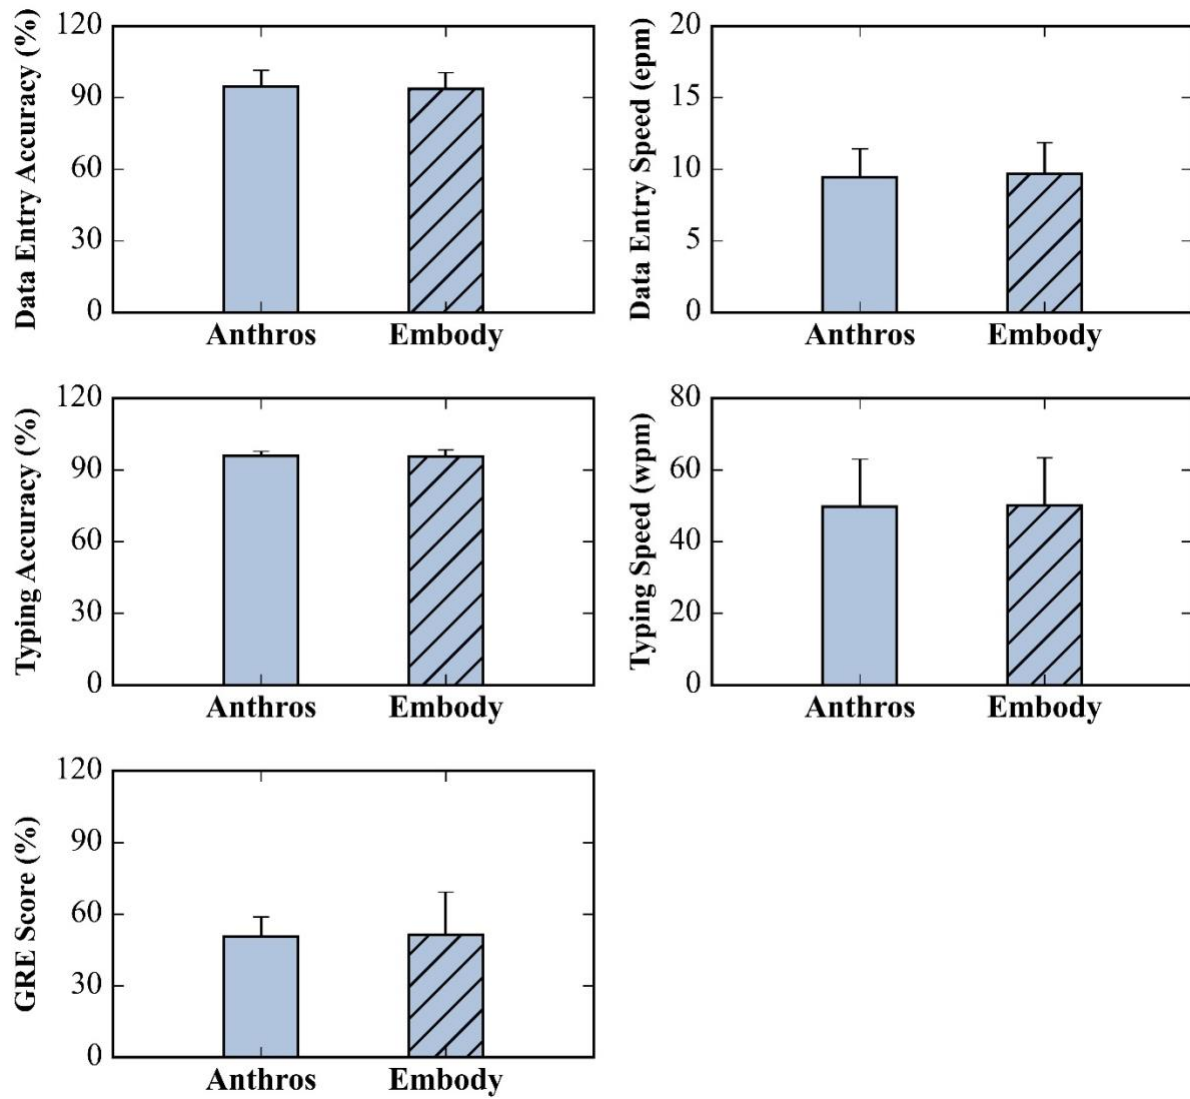 Data Entry Accuracy (%)
120
90
60
30
0
Anthros
Embody
Data Entry Speed (epm)
20
15
10
5
0
Anthros
Embody
Typing Accuracy (%)
120
90
60
30
0
Anthros
Embody
Typing Speed (wpm)
80
60
40
20
0
Anthros
Embody
GRE Score (%)
120
90
60
30
0
Anthros
Embody